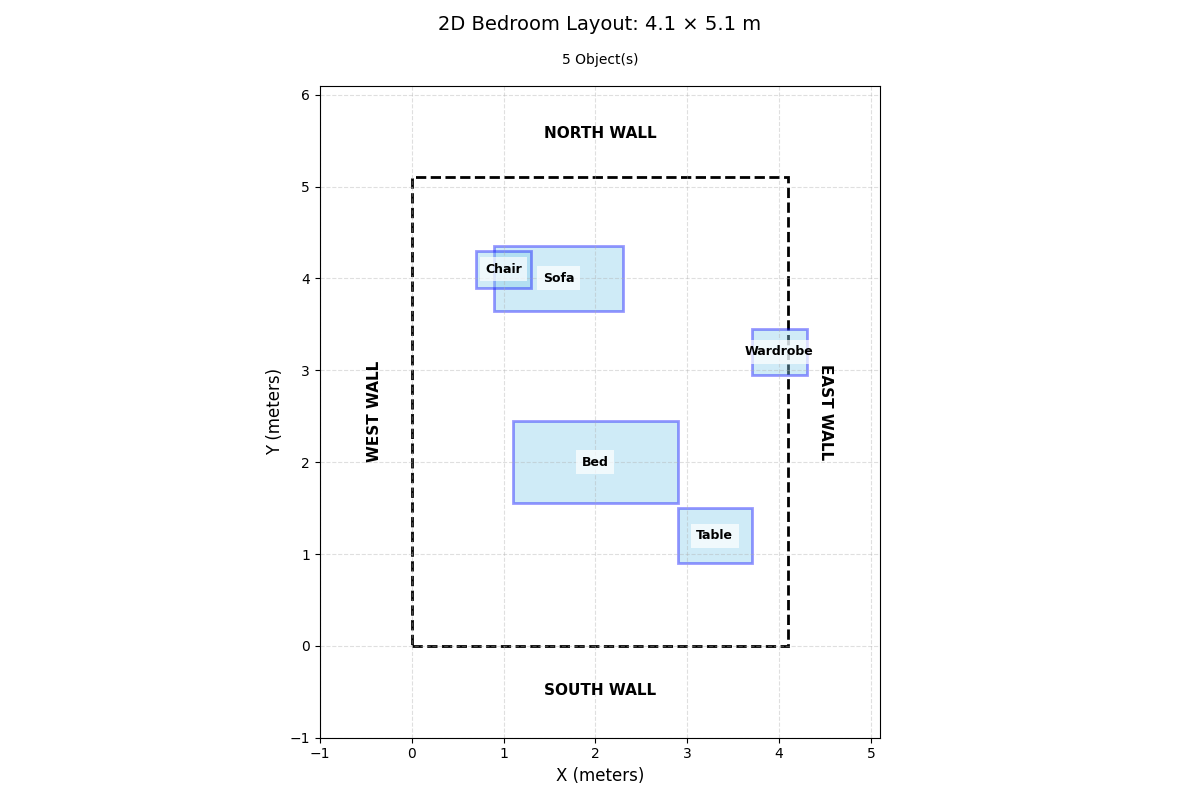 2D Bedroom Layout: 4.1 × 5.1 m
5 Object(s)
6
NORTH WALL
5
Chair
Sofa
4
Wardrobe
3
WEST WALL
EAST WALL
Y (meters)
Bed
2
Table
1
0
SOUTH WALL
−1
−1 0 1 2 3 4 5
X (meters)